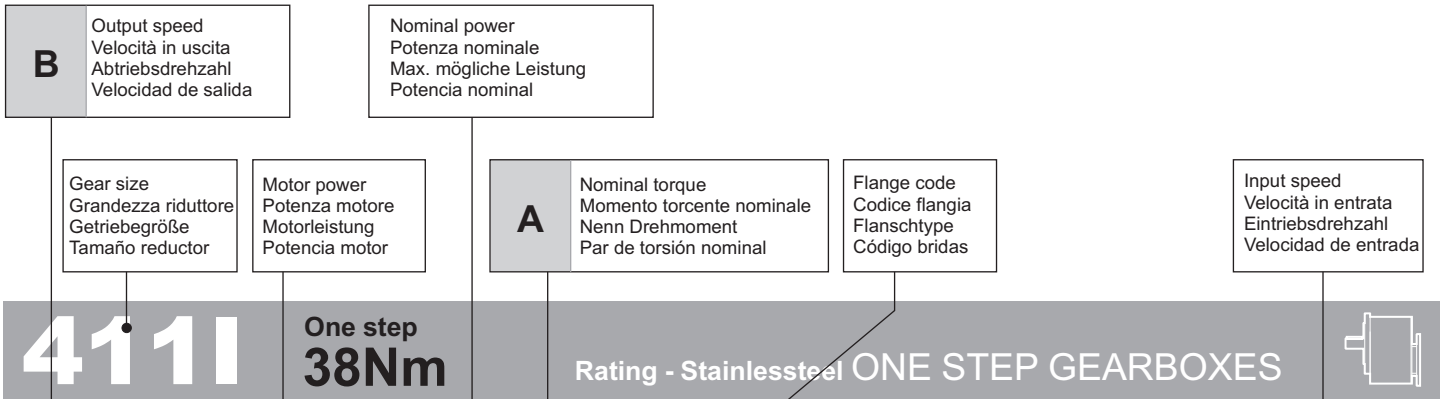 B
Output speed
Velocità in uscita
Abtriebsdrehzahl
Velocidad de salida
Nominal power
Potenza nominale
Max. mögliche Leistung
Potencia nominal
Gear size
Grandezza riduttore
Getriebegröße
Tamaño reductor
Motor power
Potenza motore
Motorleistung
Potencia motor
A
Nominal torque
Momento torcente nominale
Nenn Drehmoment
Par de torsión nominal
Flange code
Codice flangia
Flanschtype
Código bridas
Input speed
Velocità in entrata
Eintriebsdrehzahl
Velocidad de entrada
411I
One step
38Nm
Rating - Stainlessteel ONE STEP GEARBOXES